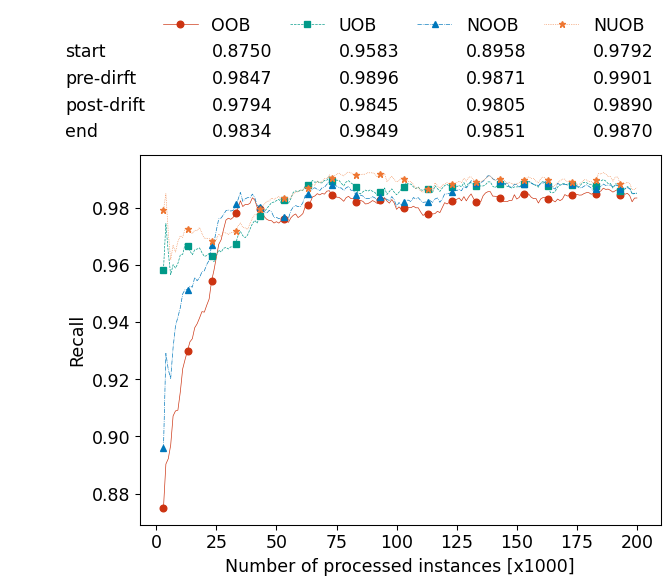 OOB UOB NOOB NUOB
start 0.8750 0.9583 0.8958 0.9792
pre-dirft 0.9847 0.9896 0.9871 0.9901
post-drift 0.9794 0.9845 0.9805 0.9890
end 0.9834 0.9849 0.9851 0.9870
0.98
0.96
0.94
0.92
0.90
0.88
Recall
0 25 50 75 100 125 150 175 200
Number of processed instances [x1000]